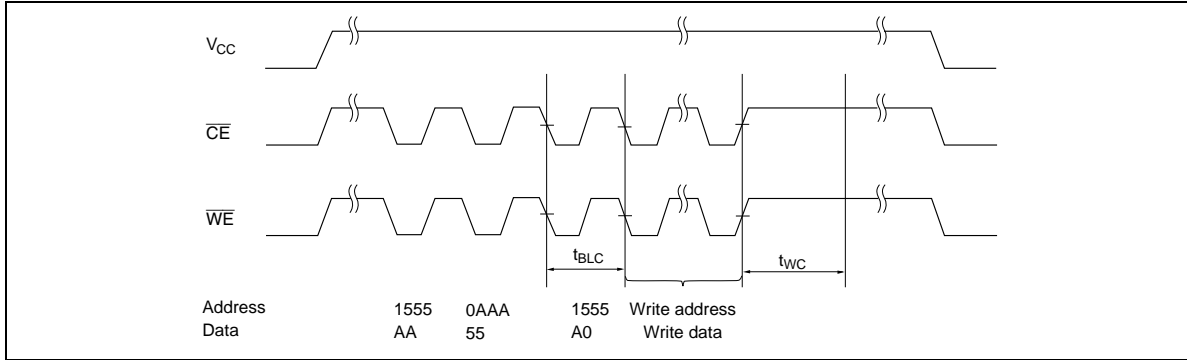 VCC
CE
WE
tBLC
tWC
Address 1555 0AAA 1555 Write address
Data AA 55 A0 Write data